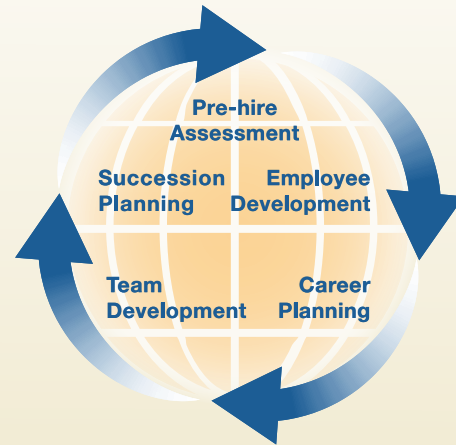 Pre-hire
Assessment
Succession
Planning
Employee
Development
Team
Development
Career
Planning